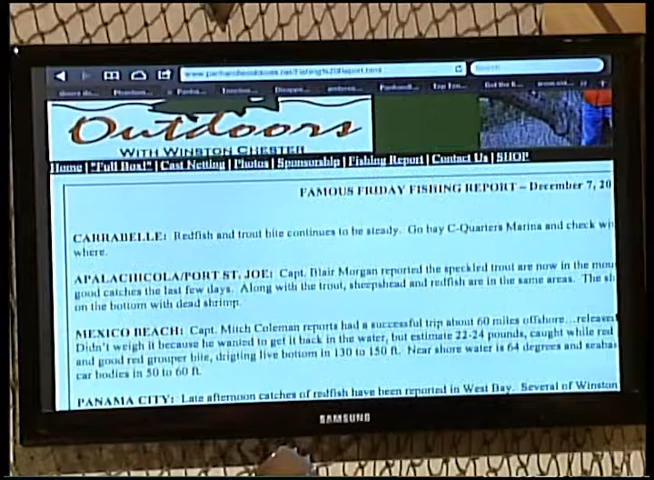 Outdoors
WITH WINSTON CHESTER
Home | "Full Box!" | Cast Netting | Photos | Sponsorship | Fishing Report | Contact Us | SHOP
FAMOUS FRIDAY FISHING REPORT – December 7, 20
CARRABELLE: Redfish and trout bite continues to be steady. Go bay C-Quarters Marina and check
where.
APALACHICOLA/PORT ST. JOE: Capt. Blair Morgan reported the speckled trout are now in the mou
good catches the last few days. Along with the trout, sheepshead and redfish are in the same areas. The sh
on the bottom with dead shrimp.
MEXICO BEACH: Capt. Mitch Coleman reports had a successful trip about 60 miles offshore…released
Didn't weigh it because he wanted to get it back in the water, but estimate 22-24 pounds, caught while red
and good red grouper bite, drigting live bottom in 130 to 150 ft. Near shore water is 64 degrees and seabas
car bodies in 50 to 60 ft.
PANAMA CITY: Late afternoon catches of redfish have been reported in West Bay. Several of Winston
SAMSUNG